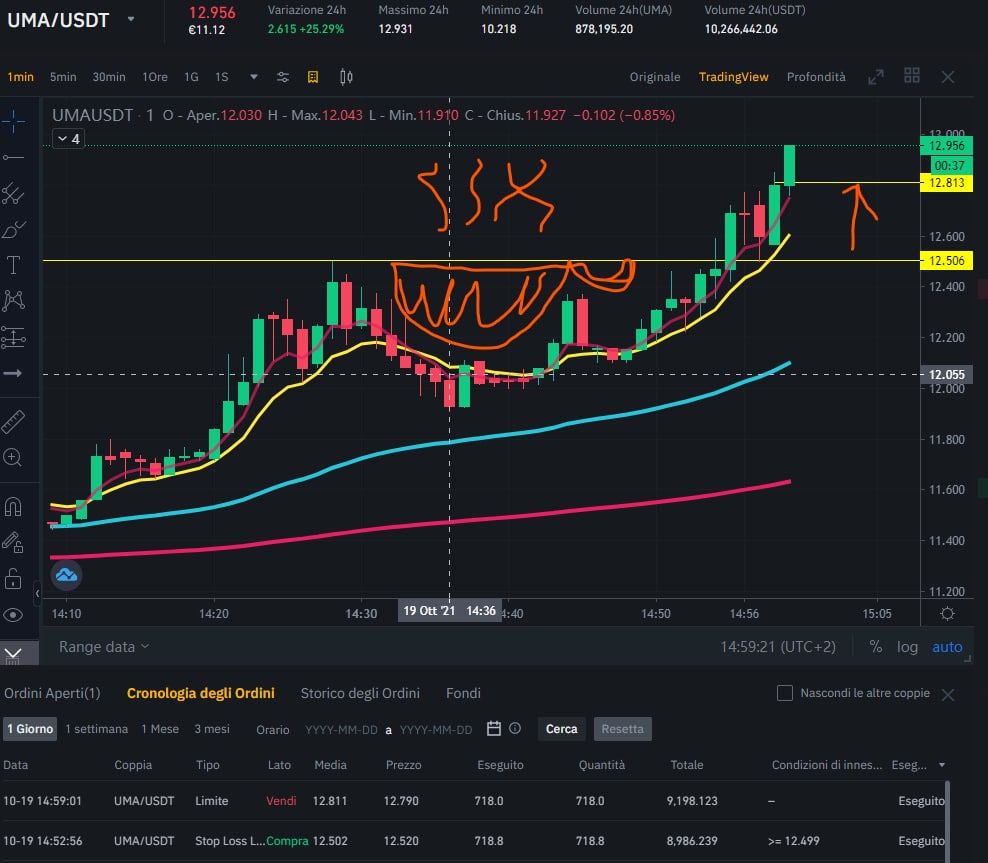 UMA/USDT
12.956
€11.12
Variazione 24h
2.615 +25.29%
Massimo 24h
12.931
Minimo 24h
10.218
Volume 24h(UMA)
878,195.20
Volume 24h(USDT)
10,266,442.06
1min 5min 30min 1Ore 1G 1S
Originale TradingView Profondità
UMAUSDT · 1 O - Aper.12.030 H - Max.12.043 L - Min.11.910 C - Chius.11.927 −0.102 (−0.85%)
4
13.000
12.956
00:37
12.813
12.600
12.506
12.400
12.200
12.055
12.000
11.800
11.600
11.400
11.200
14:10 14:20 14:30 19 Ott '21 14:36 4:40 14:50 14:56 15:05
Range data 14:59:21 (UTC+2) % log auto
Ordini Aperti(1) Cronologia degli Ordini Storico degli Ordini Fondi Nascondi le altre coppie
1 Giorno 1 settimana 1 Mese 3 mesi Orario YYYY-MM-DD a YYYY-MM-DD Cerca Resetta
Data Coppia Tipo Lato Media Prezzo Eseguito Quantità Totale Condizioni di innes... Eseg...
10-19 14:59:01 UMA/USDT Limite Vendi 12.811 12.790 718.0 718.0 9,198.123 – Eseguito
10-19 14:52:56 UMA/USDT Stop Loss L... Compra 12.502 12.520 718.8 718.8 8,986.239 >= 12.499 Eseguito